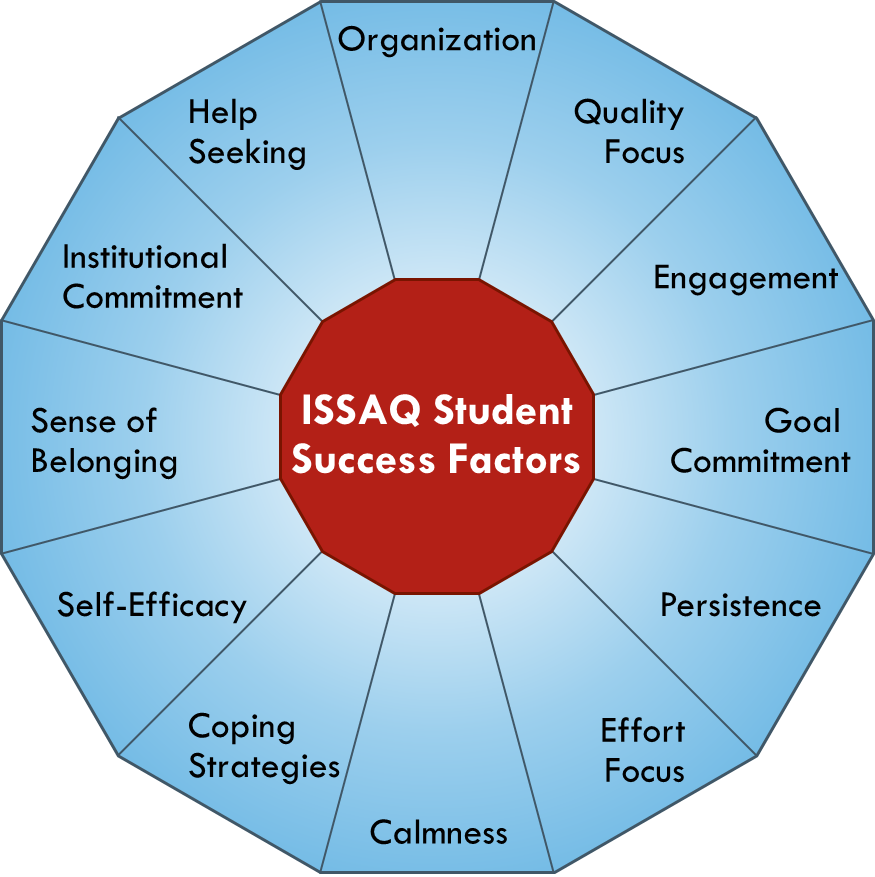 Organization
Quality
Focus
Engagement
Goal
Commitment
Persistence
Effort
Focus
Calmness
Coping
Strategies
Self-Efficacy
Sense of
Belonging
Institutional
Commitment
Help
Seeking
ISSAQ Student
Success Factors